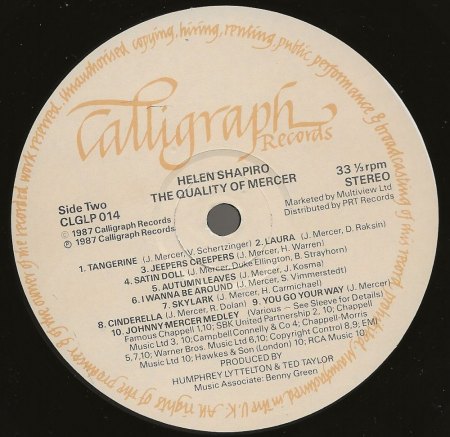 Unauthorised copying, hiring, renting, public performance & broadcasting of this record
Manufactured in the U.K. All rights of the producer & of the owner of the recorded work reserved.
Calligraph
Records
HELEN SHAPIRO
THE QUALITY OF MERCER
Side Two
CLGLP 014
℗ 1987 Calligraph Records
33 ⅓ rpm
STEREO
Marketed by Multiview Ltd
Distributed by PRT Records
1. TANGERINE (J. Mercer, V. Schertzinger) 2. LAURA (J. Mercer, D. Raksin)
3. JEEPERS CREEPERS (J. Mercer, H. Warren)
4. SATIN DOLL (J. Mercer, Duke Ellington, B. Strayhorn)
5. AUTUMN LEAVES (J. Mercer, J. Kosma)
6. I WANNA BE AROUND (J. Mercer, S. Vimmerstedt)
7. SKYLARK (J. Mercer, H. Carmichael)
8. CINDERELLA (J. Mercer, R. Dolan) 9. YOU GO YOUR WAY (J. Mercer)
10. JOHNNY MERCER MEDLEY (Various – See Sleeve for Details)
Famous Chappell 1,10; SBK United Partnership 2, 10; Chappell-Morris
Music Ltd 3, 10; Campbell Connelly & Co 4; Chappell Music Ltd
5,7,10; Warner Bros. Music Ltd 6,10; Copyright Control 8,9; EMI
Music Ltd 10; Hawkes & Son (London) 10; RCA Music 10;
PRODUCED BY
HUMPHREY LYTTELTON & TED TAYLOR
Music Associate: Benny Green